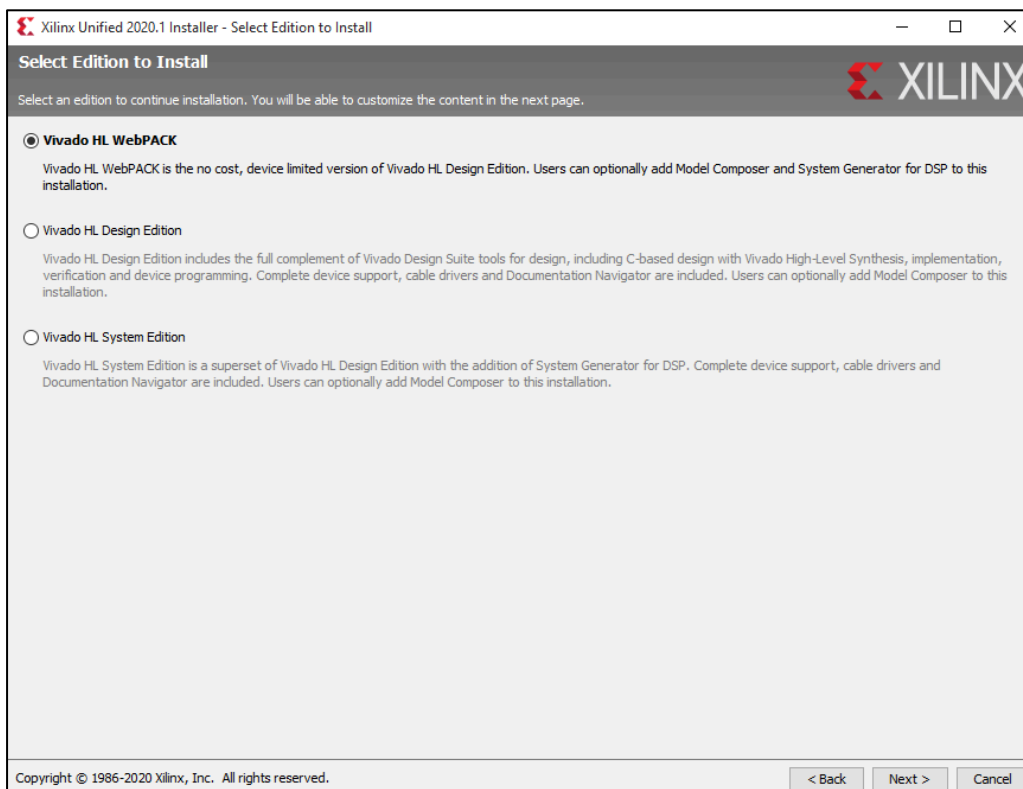 Xilinx Unified 2020.1 Installer - Select Edition to Install
Select Edition to Install
XILINX
Select an edition to continue installation. You will be able to customize the content in the next page.
Vivado HL WebPACK
Vivado HL WebPACK is the no cost, device limited version of Vivado HL Design Edition. Users can optionally add Model Composer and System Generator for DSP to this
installation.
Vivado HL Design Edition
Vivado HL Design Edition includes the full complement of Vivado Design Suite tools for design, including C-based design with Vivado High-Level Synthesis, implementation,
verification and device programming. Complete device support, cable drivers and Documentation Navigator are included. Users can optionally add Model Composer to this
installation.
Vivado HL System Edition
Vivado HL System Edition is a superset of Vivado HL Design Edition with the addition of System Generator for DSP. Complete device support, cable drivers and
Documentation Navigator are included. Users can optionally add Model Composer to this installation.
Copyright © 1986-2020 Xilinx, Inc. All rights reserved.
< Back Next > Cancel